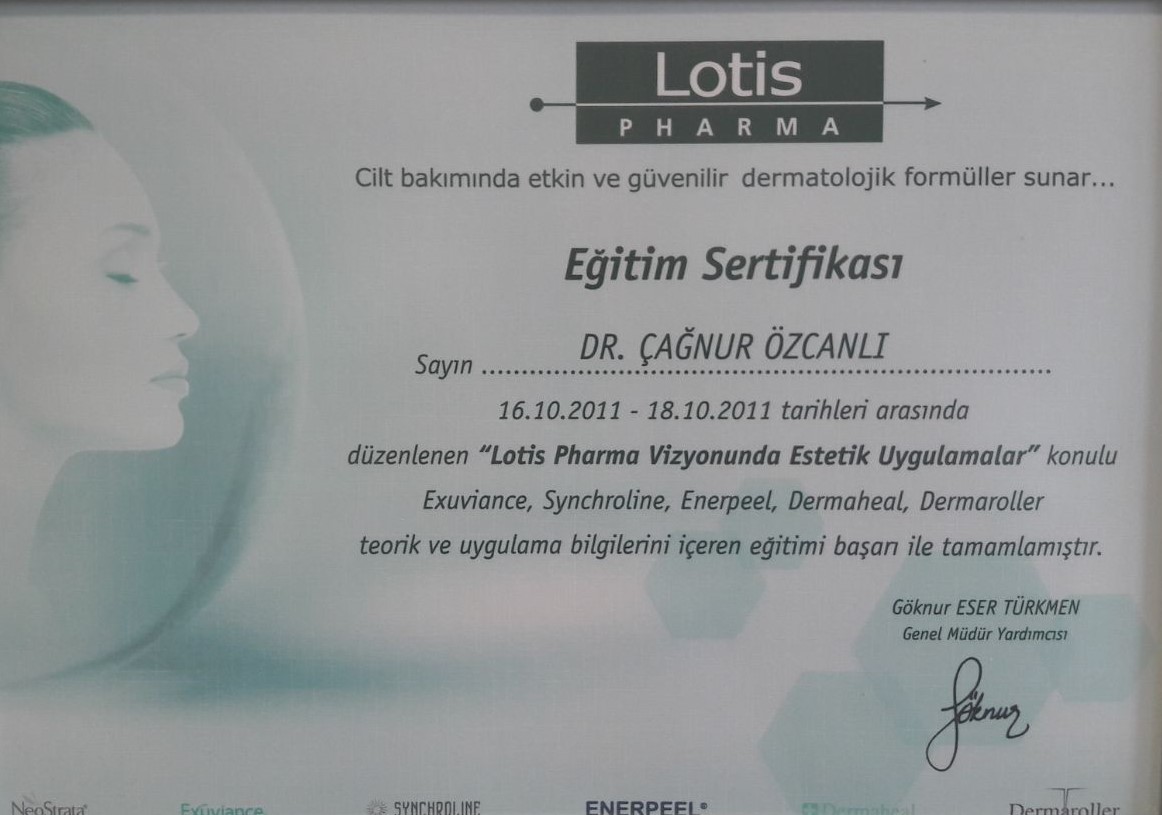 Lotis
PHARMA
Cilt bakımında etkin ve güvenilir dermatolojik formüller sunar...
Eğitim Sertifikası
DR. ÇAĞNUR ÖZCANLI
Sayın ........................................................................
16.10.2011 - 18.10.2011 tarihleri arasında
düzenlenen “Lotis Pharma Vizyonunda Estetik Uygulamalar” konulu
Exuviance, Synchroline, Enerpeel, Dermaheal, Dermaroller
teorik ve uygulama bilgilerini içeren eğitimi başarı ile tamamlamıştır.
Göknur ESER TÜRKMEN
Genel Müdür Yardımcısı
Göknur
NeoStrata® Exuviance SYNCHROLINE ENERPEEL® Dermaheal Dermaroller